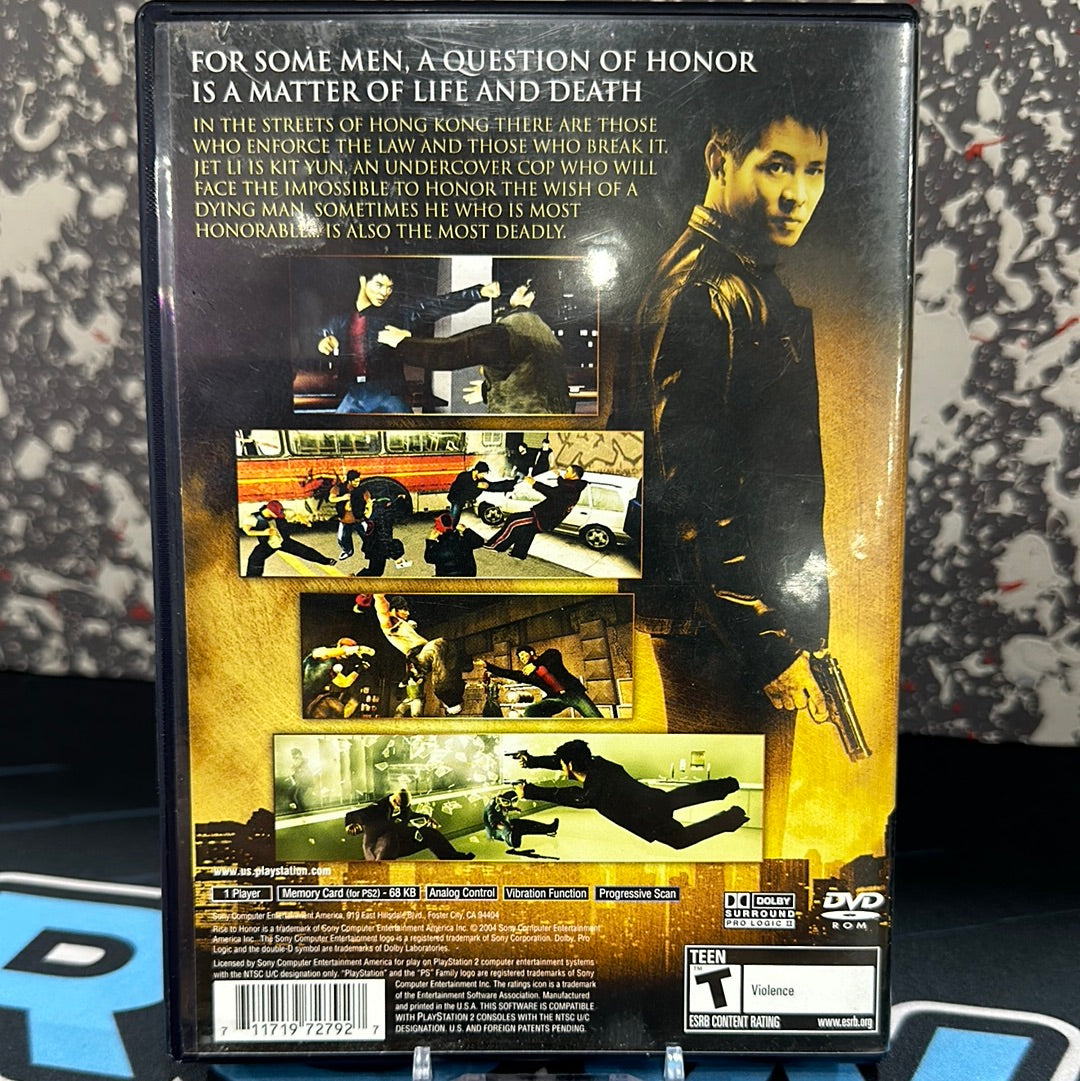 FOR SOME MEN, A QUESTION OF HONOR
IS A MATTER OF LIFE AND DEATH
IN THE STREETS OF HONG KONG THERE ARE THOSE
WHO ENFORCE THE LAW AND THOSE WHO BREAK IT.
JET LI IS KIT YUN, AN UNDERCOVER COP WHO WILL
FACE THE IMPOSSIBLE TO HONOR THE WISH OF A
DYING MAN. SOMETIMES HE WHO IS MOST
HONORABLE... IS ALSO THE MOST DEADLY.
www.us.playstation.com
1 Player Memory Card (for PS2) - 68 KB Analog Control Vibration Function Progressive Scan
Sony Computer Entertainment America, 919 East Hillsdale Blvd., Foster City, CA 94404
Rise to Honor is a trademark of Sony Computer Entertainment America Inc. © 2004 Sony Computer Entertainment
America Inc. The Sony Computer Entertainment logo is a registered trademark of Sony Corporation. Dolby, Pro
Logic and the double-D symbol are trademarks of Dolby Laboratories.
Licensed by Sony Computer Entertainment America for play on PlayStation 2 computer entertainment systems
with the NTSC U/C designation only. "PlayStation" and the "PS" Family logo are registered trademarks of Sony
Computer Entertainment Inc. The ratings icon is a trademark
of the Entertainment Software Association. Manufactured
and printed in the U.S.A. THIS SOFTWARE IS COMPATIBLE
WITH PLAYSTATION 2 CONSOLES WITH THE NTSC U/C
DESIGNATION. U.S. AND FOREIGN PATENTS PENDING.
7 11719 72792 7
DOLBY
SURROUND
PRO LOGIC II
DVD
ROM
TEEN
T
TM
Violence
ESRB CONTENT RATING www.esrb.org